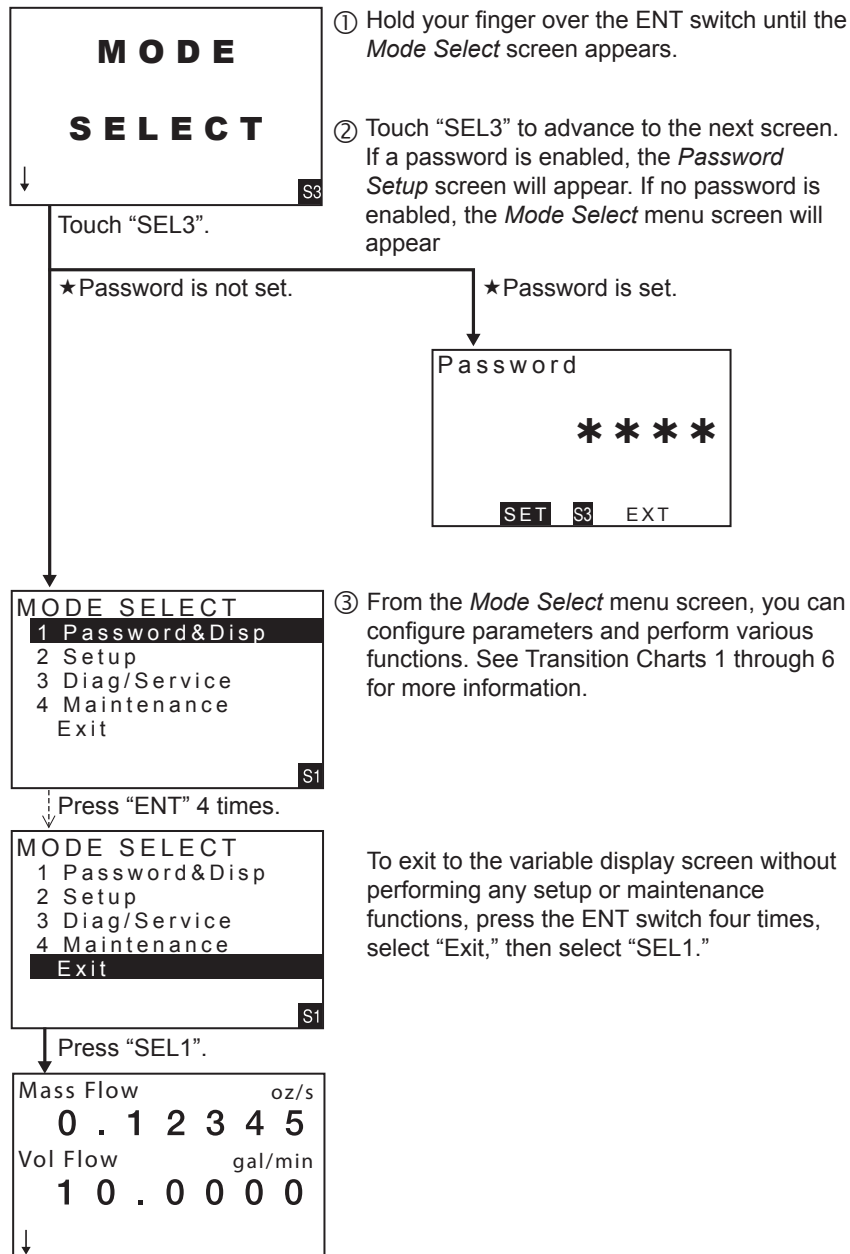 MODE
SELECT
↓
S3
① Hold your finger over the ENT switch until the
Mode Select screen appears.
② Touch “SEL3” to advance to the next screen.
If a password is enabled, the Password
Setup screen will appear. If no password is
enabled, the Mode Select menu screen will
appear
Touch “SEL3”.
★Password is not set.
★Password is set.
Password
****
SET S3 EXT
MODE SELECT
1 Password&Disp
2 Setup
3 Diag/Service
4 Maintenance
Exit
S1
③ From the Mode Select menu screen, you can
configure parameters and perform various
functions. See Transition Charts 1 through 6
for more information.
Press “ENT” 4 times.
MODE SELECT
1 Password&Disp
2 Setup
3 Diag/Service
4 Maintenance
Exit
S1
To exit to the variable display screen without
performing any setup or maintenance
functions, press the ENT switch four times,
select “Exit,” then select “SEL1.”
Press “SEL1”.
Mass Flow oz/s
0.12345
Vol Flow gal/min
10.0000
↓